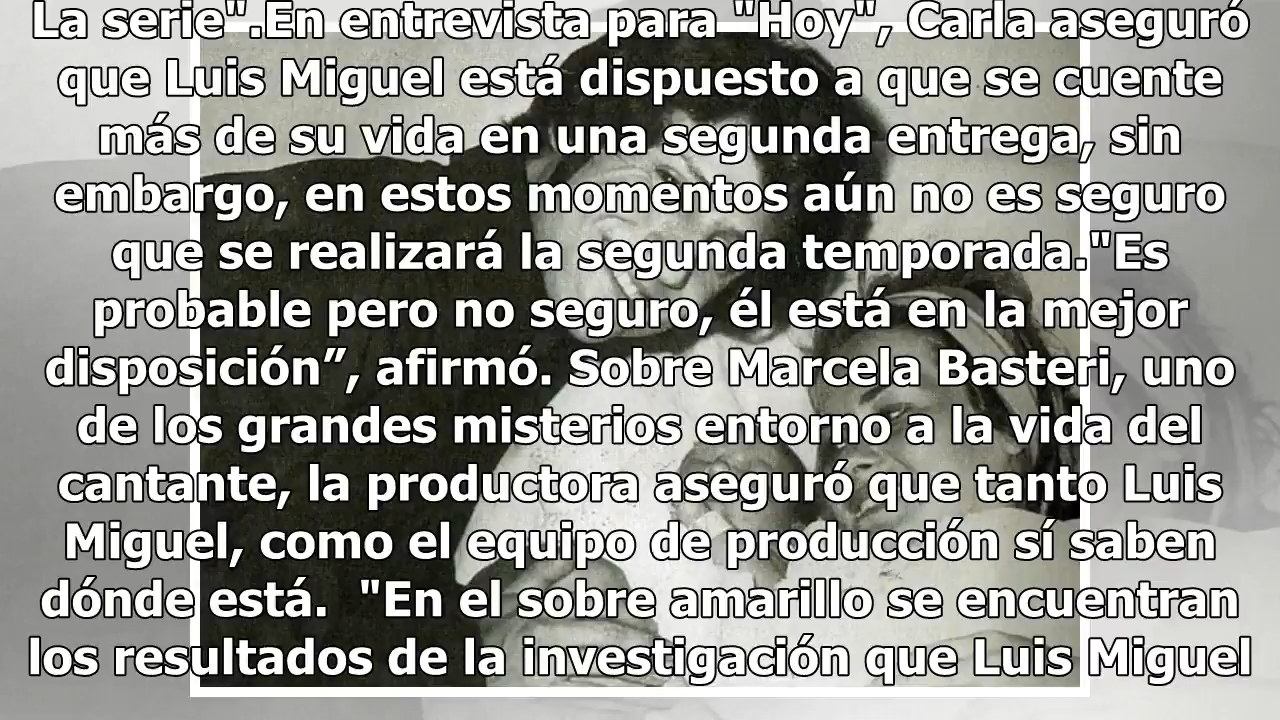 La serie".En entrevista para "Hoy", Carla aseguró
que Luis Miguel está dispuesto a que se cuente
más de su vida en una segunda entrega, sin
embargo, en estos momentos aún no es seguro
que se realizará la segunda temporada."Es
probable pero no seguro, él está en la mejor
disposición”, afirmó. Sobre Marcela Basteri, uno
de los grandes misterios entorno a la vida del
cantante, la productora aseguró que tanto Luis
Miguel, como el equipo de producción sí saben
dónde está.  "En el sobre amarillo se encuentran
los resultados de la investigación que Luis Miguel